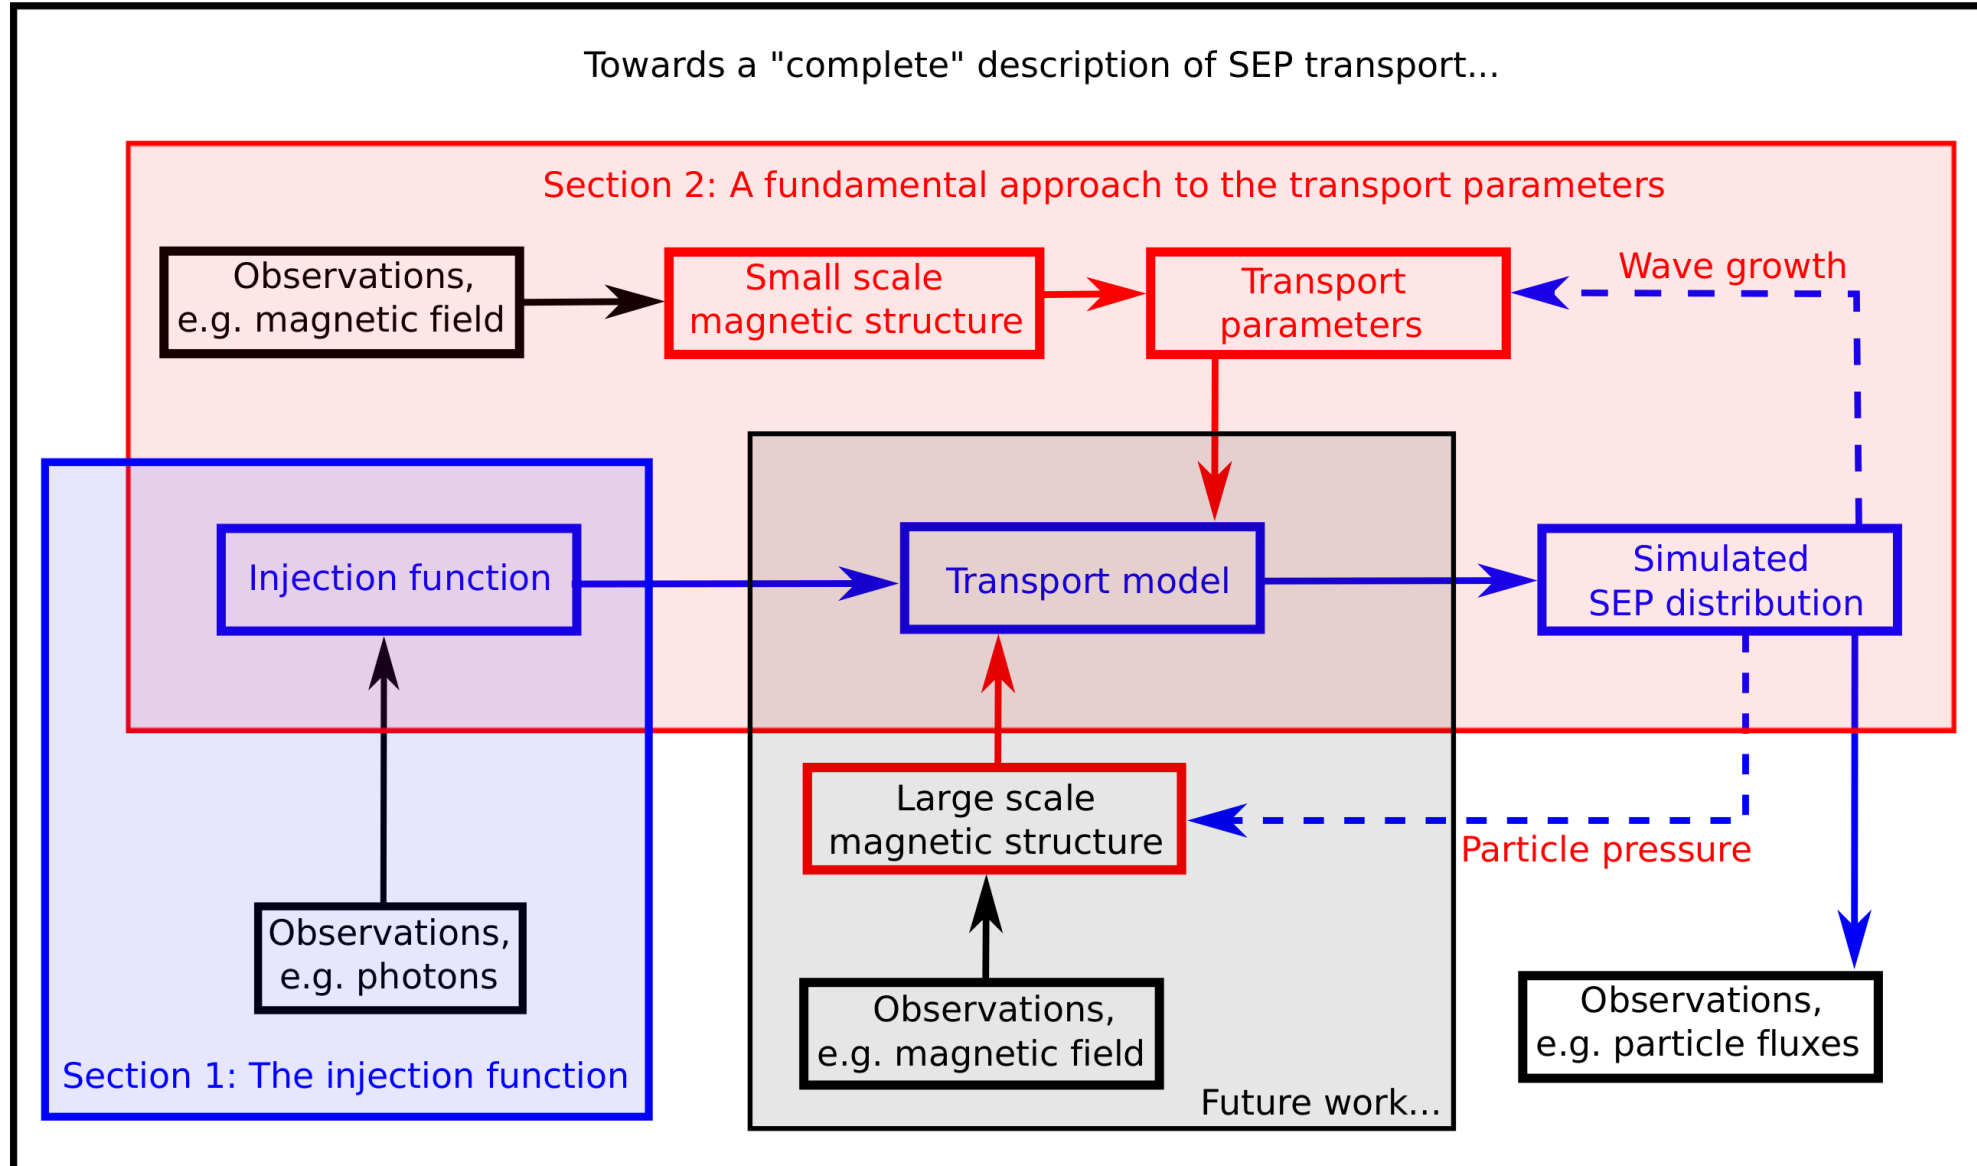 Towards a "complete" description of SEP transport...
Section 2: A fundamental approach to the transport parameters
Observations,
e.g. magnetic field
Small scale
magnetic structure
Transport
parameters
Wave growth
Injection function
Transport model
Simulated
SEP distribution
Large scale
magnetic structure
Particle pressure
Observations,
e.g. photons
Observations,
e.g. magnetic field
Observations,
e.g. particle fluxes
Section 1: The injection function
Future work...